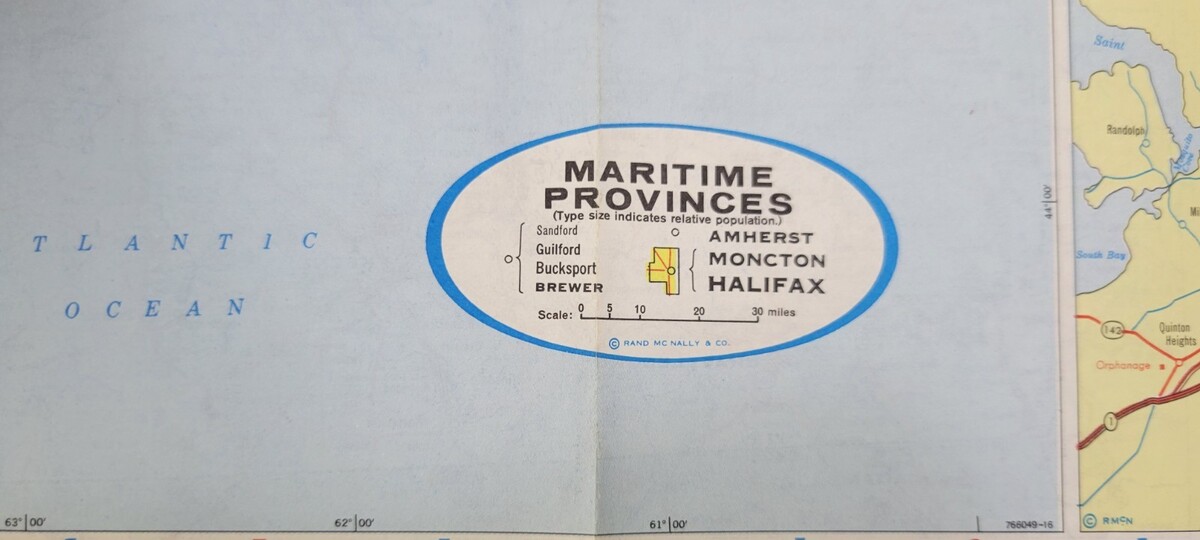 MARITIME
PROVINCES
(Type size indicates relative population.)
Sandford
Guilford
Bucksport
BREWER
AMHERST
MONCTON
HALIFAX
Scale: 0 5 10 20 30 miles
© RAND MCNALLY & CO.
TLANTIC
OCEAN
63° 00'
62° 00'
61° 00'
766049-16
44° 00'
Saint
Randolph
South Bay
142
Quinton
Heights
Orphanage
1
© RMCN